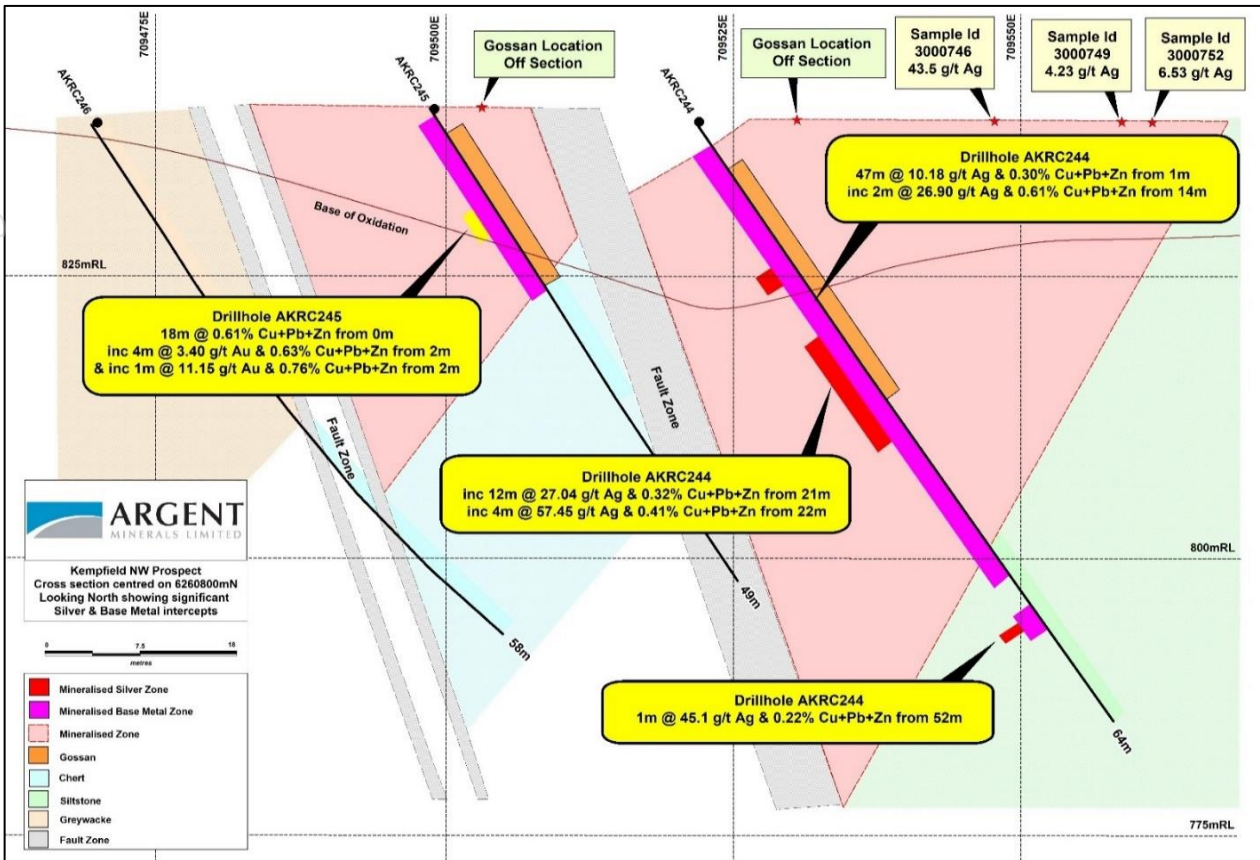 709475E
709500E
709525E
709550E
Gossan Location
Off Section
Gossan Location
Off Section
Sample Id
3000746
43.5 g/t Ag
Sample Id
3000749
4.23 g/t Ag
Sample Id
3000752
6.53 g/t Ag
AKRC246
AKRC245
AKRC244
Drillhole AKRC244
47m @ 10.18 g/t Ag & 0.30% Cu+Pb+Zn from 1m
inc 2m @ 26.90 g/t Ag & 0.61% Cu+Pb+Zn from 14m
Base of Oxidation
825mRL
Drillhole AKRC245
18m @ 0.61% Cu+Pb+Zn from 0m
inc 4m @ 3.40 g/t Au & 0.63% Cu+Pb+Zn from 2m
& inc 1m @ 11.15 g/t Au & 0.76% Cu+Pb+Zn from 2m
Fault Zone
Fault Zone
Drillhole AKRC244
inc 12m @ 27.04 g/t Ag & 0.32% Cu+Pb+Zn from 21m
inc 4m @ 57.45 g/t Ag & 0.41% Cu+Pb+Zn from 22m
800mRL
49m
58m
Drillhole AKRC244
1m @ 45.1 g/t Ag & 0.22% Cu+Pb+Zn from 52m
64m
775mRL
ARGENT
MINERALS LIMITED
Kempfield NW Prospect
Cross section centred on 6260800mN
Looking North showing significant
Silver & Base Metal intercepts
0 7.5 15
metres
Mineralised Silver Zone
Mineralised Base Metal Zone
Mineralised Zone
Gossan
Chert
Siltstone
Greywacke
Fault Zone